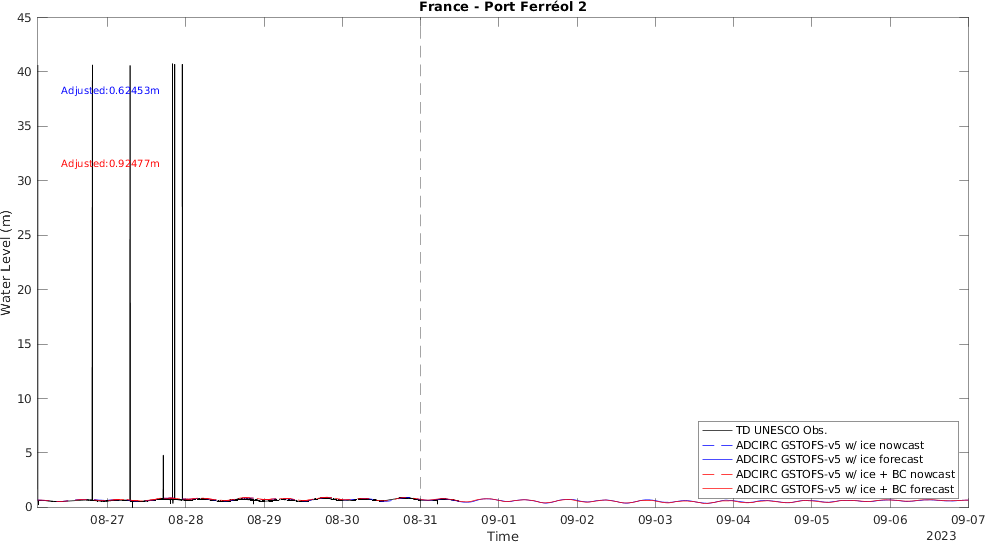 France - Port Ferréol 2
45
40
35
30
25
20
15
10
5
0
Water Level (m)
Adjusted:0.62453m
Adjusted:0.92477m
TD UNESCO Obs.
ADCIRC GSTOFS-v5 w/ ice nowcast
ADCIRC GSTOFS-v5 w/ ice forecast
ADCIRC GSTOFS-v5 w/ ice + BC nowcast
ADCIRC GSTOFS-v5 w/ ice + BC forecast
08-27 08-28 08-29 08-30 08-31 09-01 09-02 09-03 09-04 09-05 09-06 09-07
Time
2023